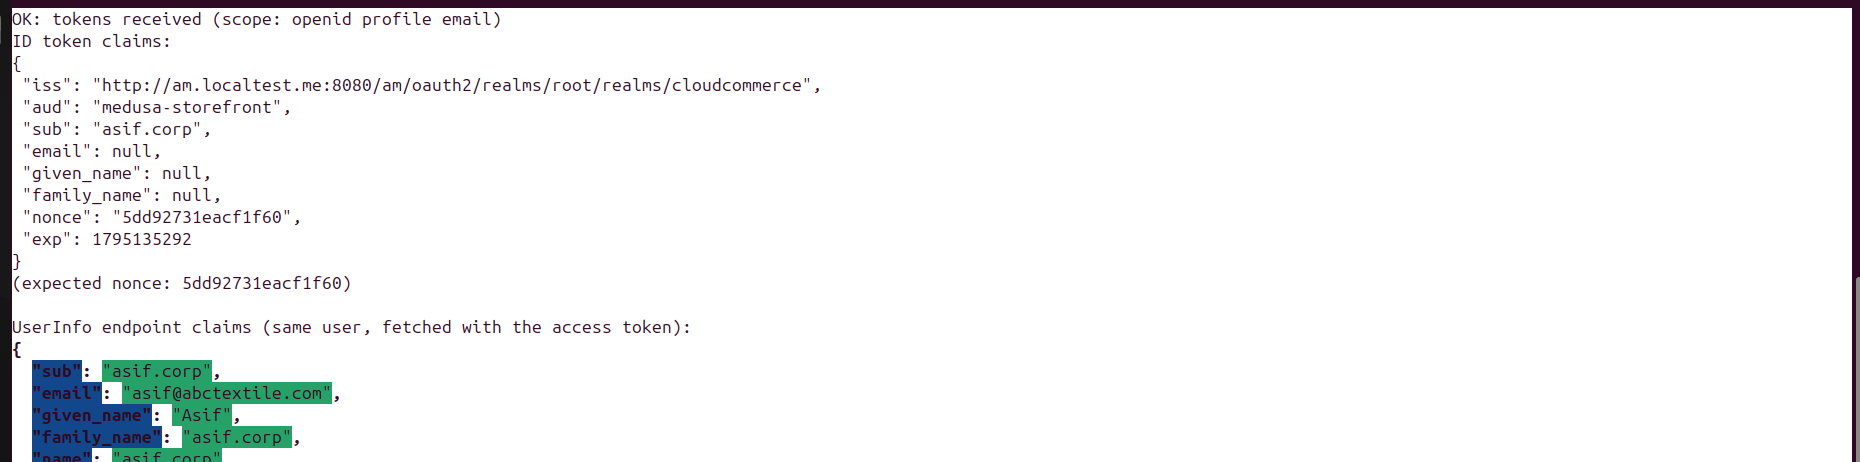 OK: tokens received (scope: openid profile email)
ID token claims:
{
 "iss": "http://am.localtest.me:8080/am/oauth2/realms/root/realms/cloudcommerce",
 "aud": "medusa-storefront",
 "sub": "asif.corp",
 "email": null,
 "given_name": null,
 "family_name": null,
 "nonce": "5dd92731eacf1f60",
 "exp": 1795135292
}
(expected nonce: 5dd92731eacf1f60)

UserInfo endpoint claims (same user, fetched with the access token):
{
  "sub": "asif.corp",
  "email": "asif@abctextile.com",
  "given_name": "Asif",
  "family_name": "asif.corp",
  "name": "asif.corp"